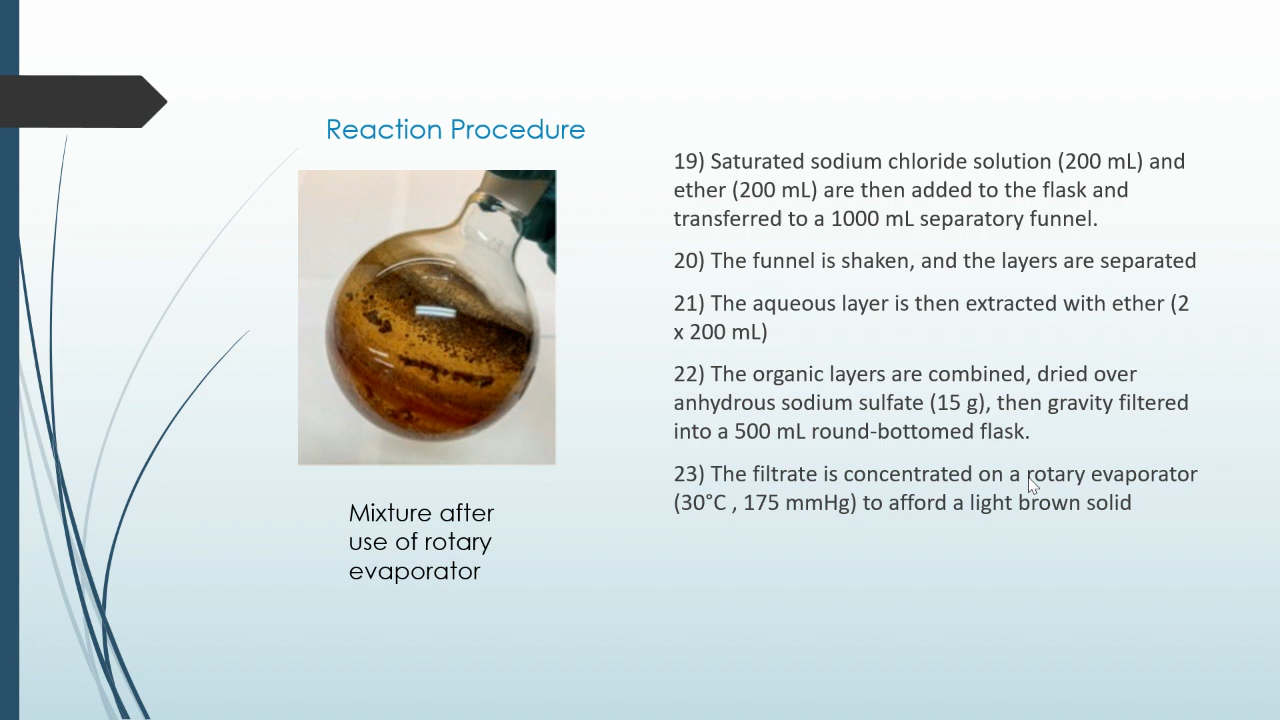 Reaction Procedure
19) Saturated sodium chloride solution (200 mL) and
ether (200 mL) are then added to the flask and
transferred to a 1000 mL separatory funnel.
20) The funnel is shaken, and the layers are separated
21) The aqueous layer is then extracted with ether (2
x 200 mL)
22) The organic layers are combined, dried over
anhydrous sodium sulfate (15 g), then gravity filtered
into a 500 mL round-bottomed flask.
23) The filtrate is concentrated on a rotary evaporator
(30°C , 175 mmHg) to afford a light brown solid
Mixture after
use of rotary
evaporator